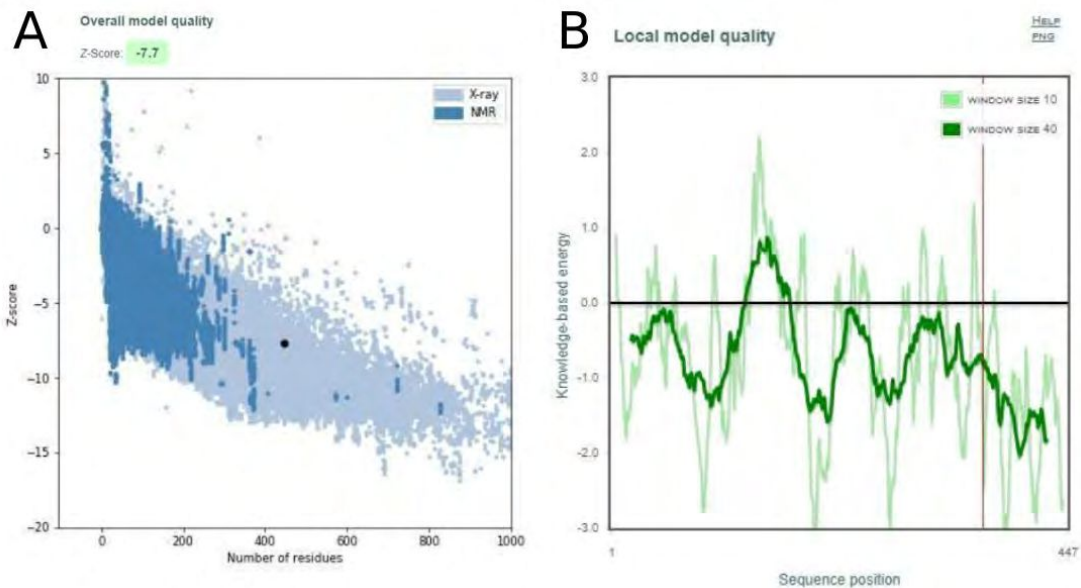 A
Overall model quality
Z-Score: -7.7
10
5
0
−5
−10
−15
−20
Z-score
0 200 400 600 800 1000
Number of residues
X-ray
NMR
B
Local model quality
HELP
PNG
3.0
2.0
1.0
0.0
-1.0
-2.0
-3.0
Knowledge-based energy
WINDOW SIZE 10
WINDOW SIZE 40
1 447
Sequence position